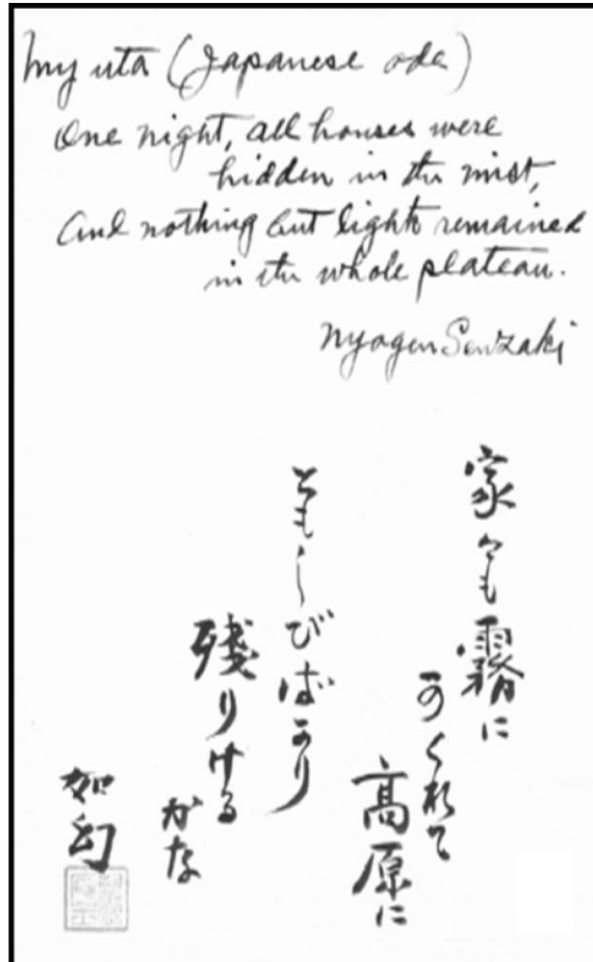 My uta (Japanese ode)
One night, all houses were
hidden in the mist,
And nothing but lights remained
in the whole plateau.
Nyogen Senzaki
家々も霧に
かくれて
高原に
ともしびばかり
残りける
かな
如幻